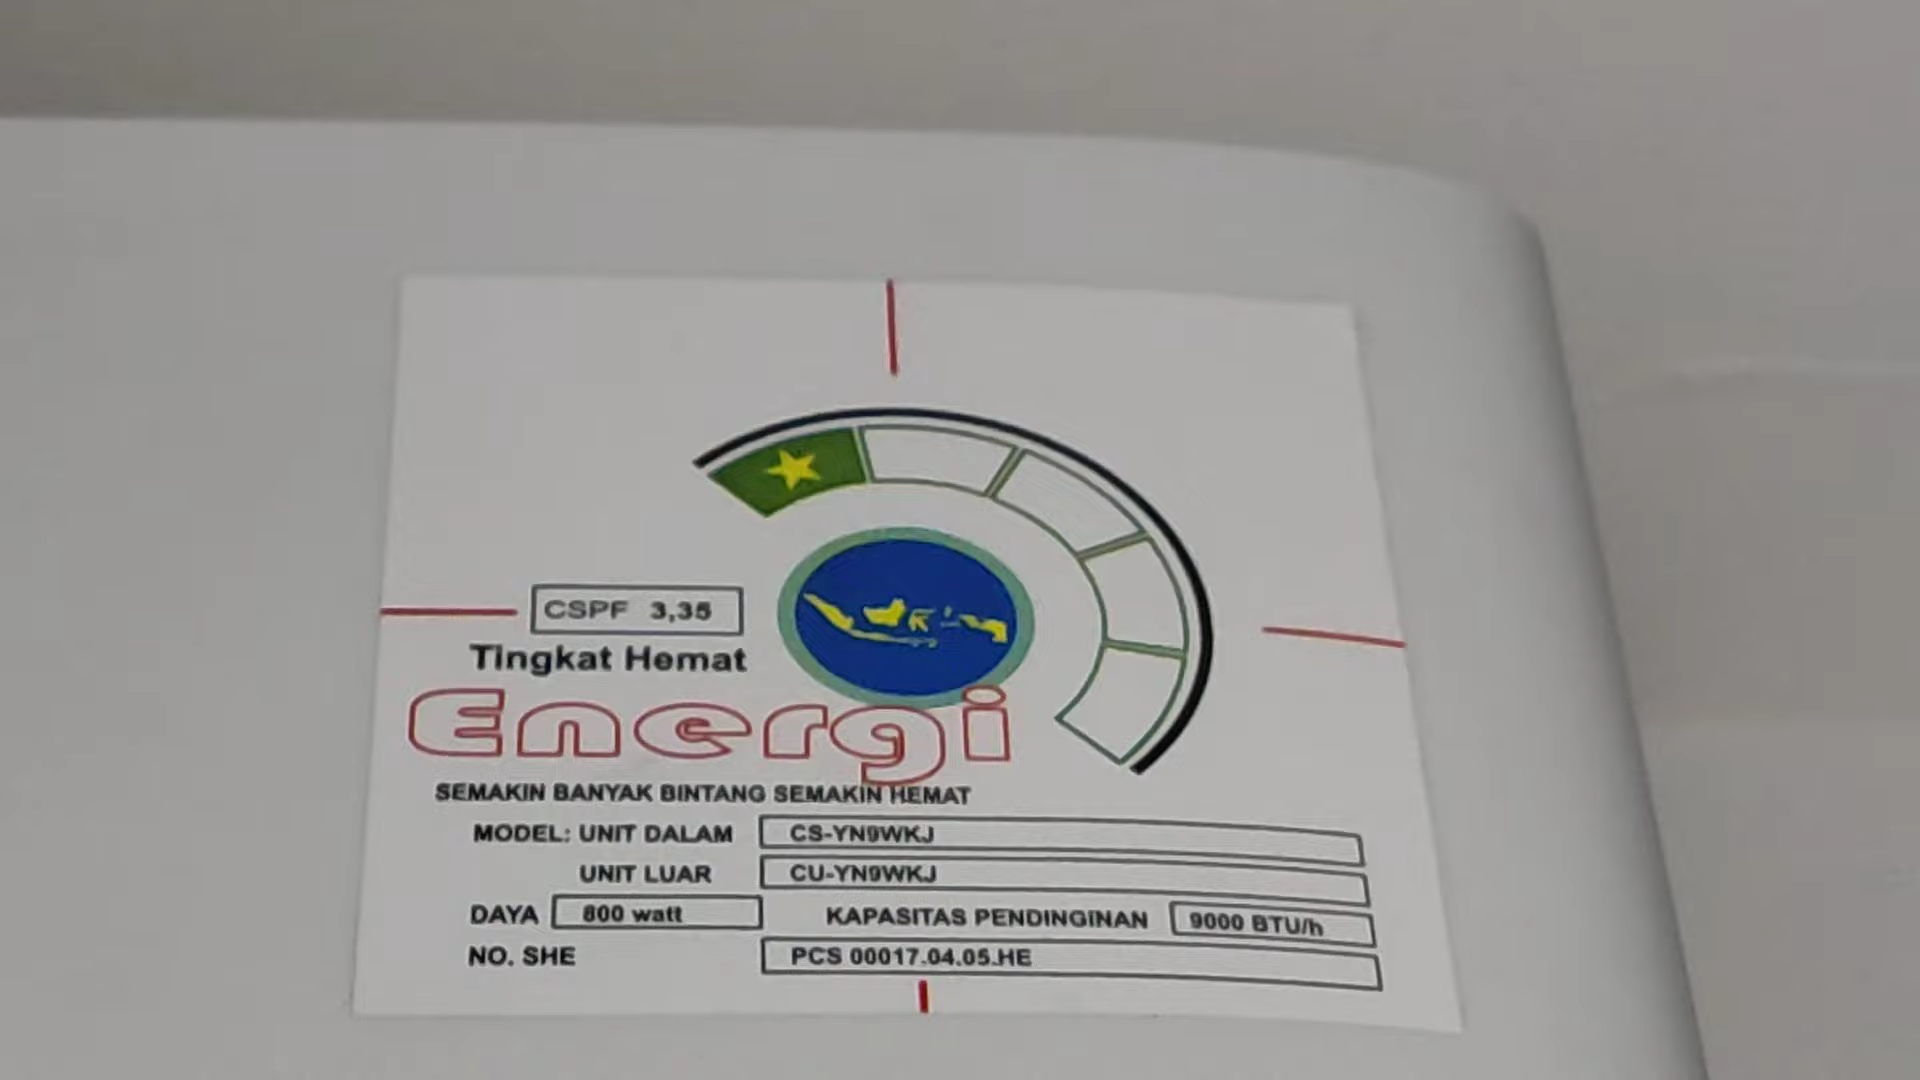 CSPF 3,35
Tingkat Hemat
Energi
SEMAKIN BANYAK BINTANG SEMAKIN HEMAT
MODEL: UNIT DALAM CS-YN9WKJ
UNIT LUAR CU-YN9WKJ
DAYA 800 watt KAPASITAS PENDINGINAN 9000 BTU/h
NO. SHE PCS 00017.04.05.HE